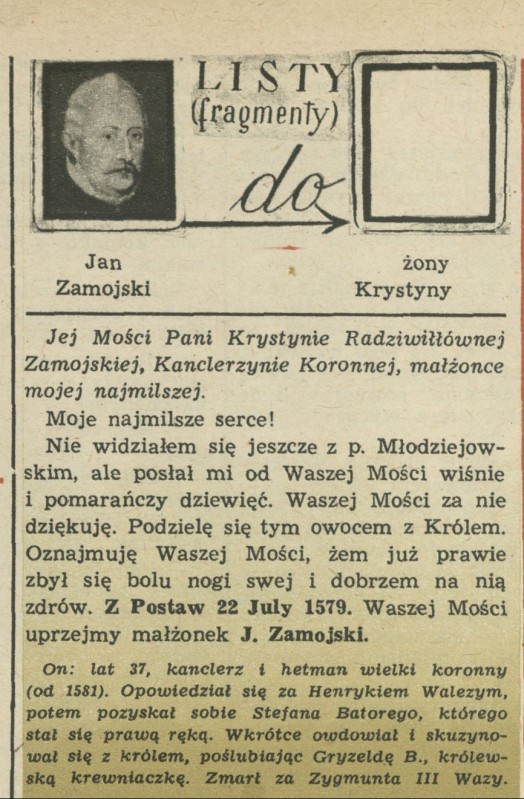 LISTY
(fragmenty)
do
Jan
Zamojski
żony
Krystyny
Jej Mości Pani Krystynie Radziwiłłównej
Zamojskiej, Kanclerzynie Koronnej, małżonce
mojej najmilszej.
Moje najmilsze serce!
Nie widziałem się jeszcze z p. Młodziejow-
skim, ale posłał mi od Waszej Mości wiśnie
i pomarańczy dziewięć. Waszej Mości za nie
dziękuję. Podzielę się tym owocem z Królem.
Oznajmuję Waszej Mości, żem już prawie
zbył się bolu nogi swej i dobrzem na nią
zdrów. Z Postaw 22 July 1579. Waszej Mości
uprzejmy małżonek J. Zamojski.
On: lat 37, kanclerz i hetman wielki koronny
(od 1581). Opowiedział się za Henrykiem Walezym,
potem pozyskał sobie Stefana Batorego, którego
stał się prawą ręką. Wkrótce owdowiał i skuzyno-
wał się z królem, poślubiając Gryzeldę B., królew-
ską krewniaczkę. Zmarł za Zygmunta III Wazy.